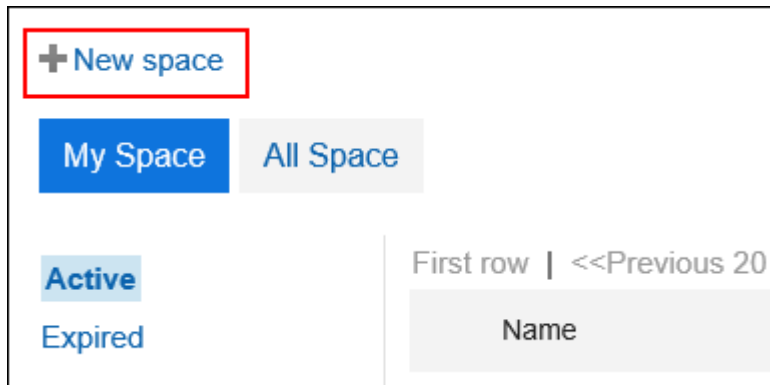 New space
My Space All Space
Active
First row | <<Previous 20
Expired
Name